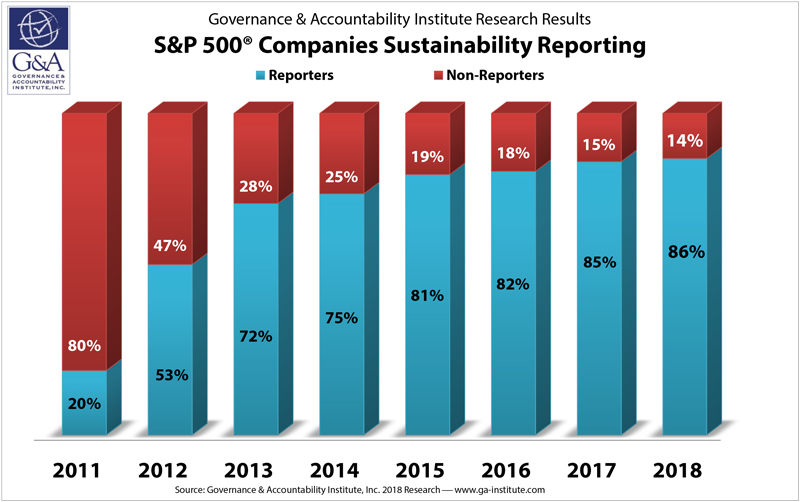 Governance & Accountability Institute Research Results
S&P 500® Companies Sustainability Reporting
G&A
GOVERNANCE &
ACCOUNTABILITY
INSTITUTE, INC.
Reporters Non-Reporters
80% 47% 28% 25% 19% 18% 15% 14%
20% 53% 72% 75% 81% 82% 85% 86%
2011 2012 2013 2014 2015 2016 2017 2018
Source: Governance & Accountability Institute, Inc. 2018 Research — www.ga-institute.com